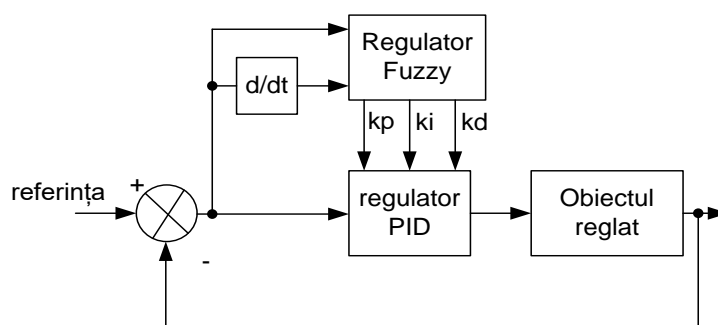 Regulator
Fuzzy
d/dt
kp ki kd
referința
+
-
regulator
PID
Obiectul
reglat